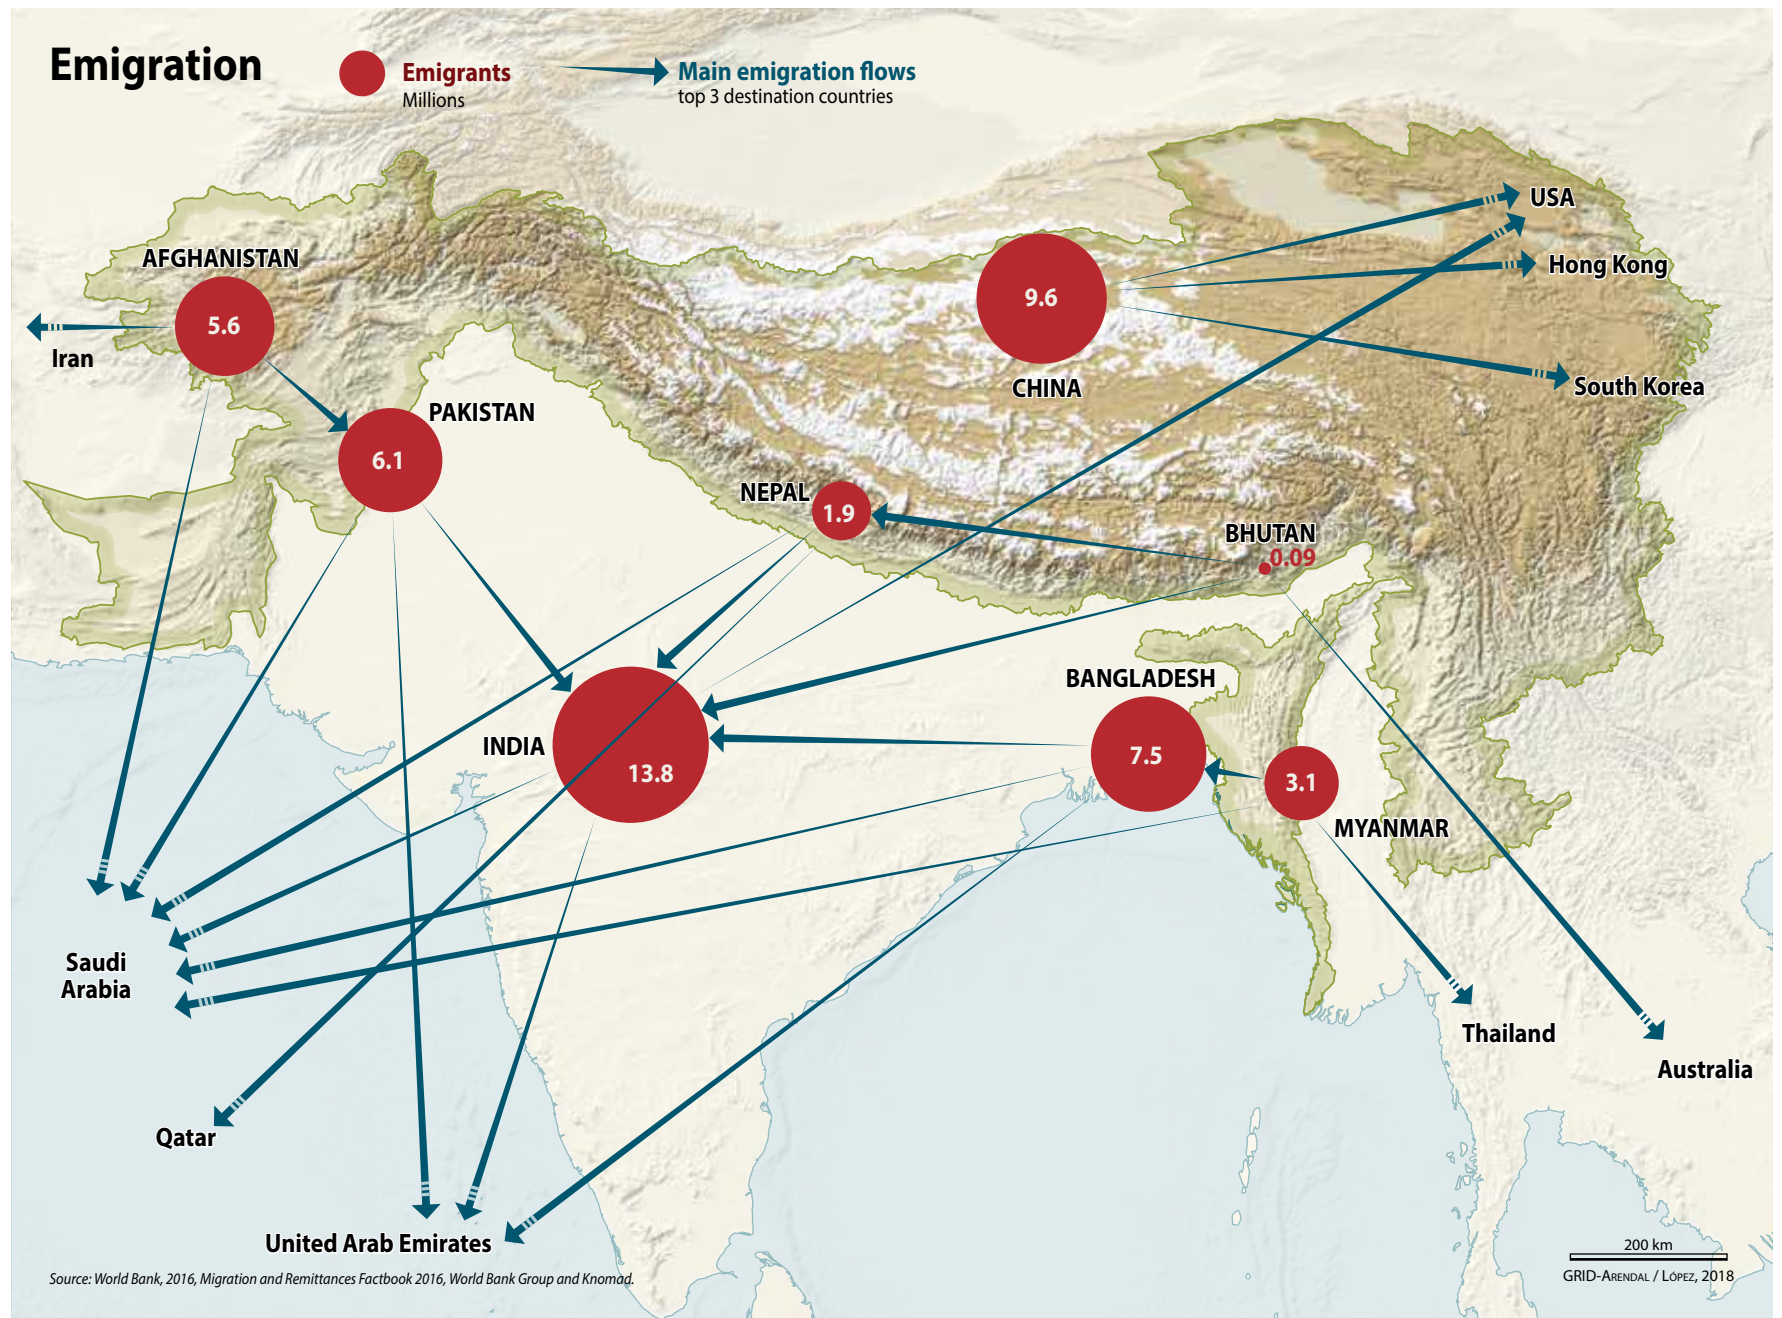 Emigration
Emigrants
Millions
Main emigration flows
top 3 destination countries
USA
AFGHANISTAN
Hong Kong
9.6
5.6
Iran
CHINA
South Korea
PAKISTAN
6.1
NEPAL
1.9
BHUTAN
0.09
BANGLADESH
INDIA
13.8
7.5
3.1
MYANMAR
Saudi
Arabia
Thailand
Australia
Qatar
United Arab Emirates
200 km
Source: World Bank, 2016, Migration and Remittances Factbook 2016, World Bank Group and Knomad.
GRID-ARENDAL / LÓPEZ, 2018